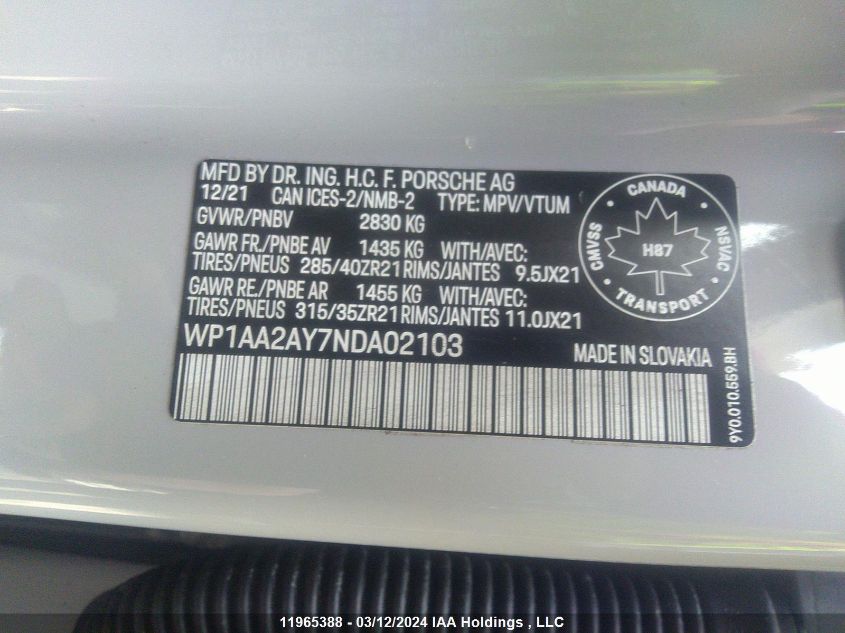 MFD BY DR. ING. H.C. F. PORSCHE AG
12/21 CAN ICES-2/NMB-2 TYPE: MPV/VTUM
GVWR/PNBV 2830 KG
GAWR FR./PNBE AV 1435 KG WITH/AVEC:
TIRES/PNEUS 285/40ZR21 RIMS/JANTES 9.5JX21
GAWR RE./PNBE AR 1455 KG WITH/AVEC:
TIRES/PNEUS 315/35ZR21 RIMS/JANTES 11.0JX21
WP1AA2AY7NDA02103 MADE IN SLOVAKIA
CANADA
CMVSS H87 NSVAC
TRANSPORT
9Y0.010.559.BH
11965388 - 03/12/2024 IAA Holdings , LLC